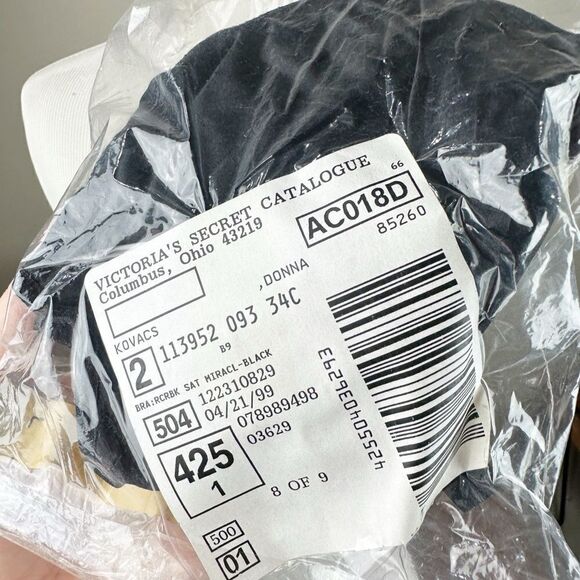 VICTORIA'S SECRET CATALOGUE 66
Columbus, Ohio 43219
AC018D
85260
KOVACS ,DONNA
2 113952 093 34C
B9
BRA:RCRBK SAT MIRACL-BLACK
504 122310829
04/21/99
425 078989498
1 03629
8 OF 9
500
01
4255040362943